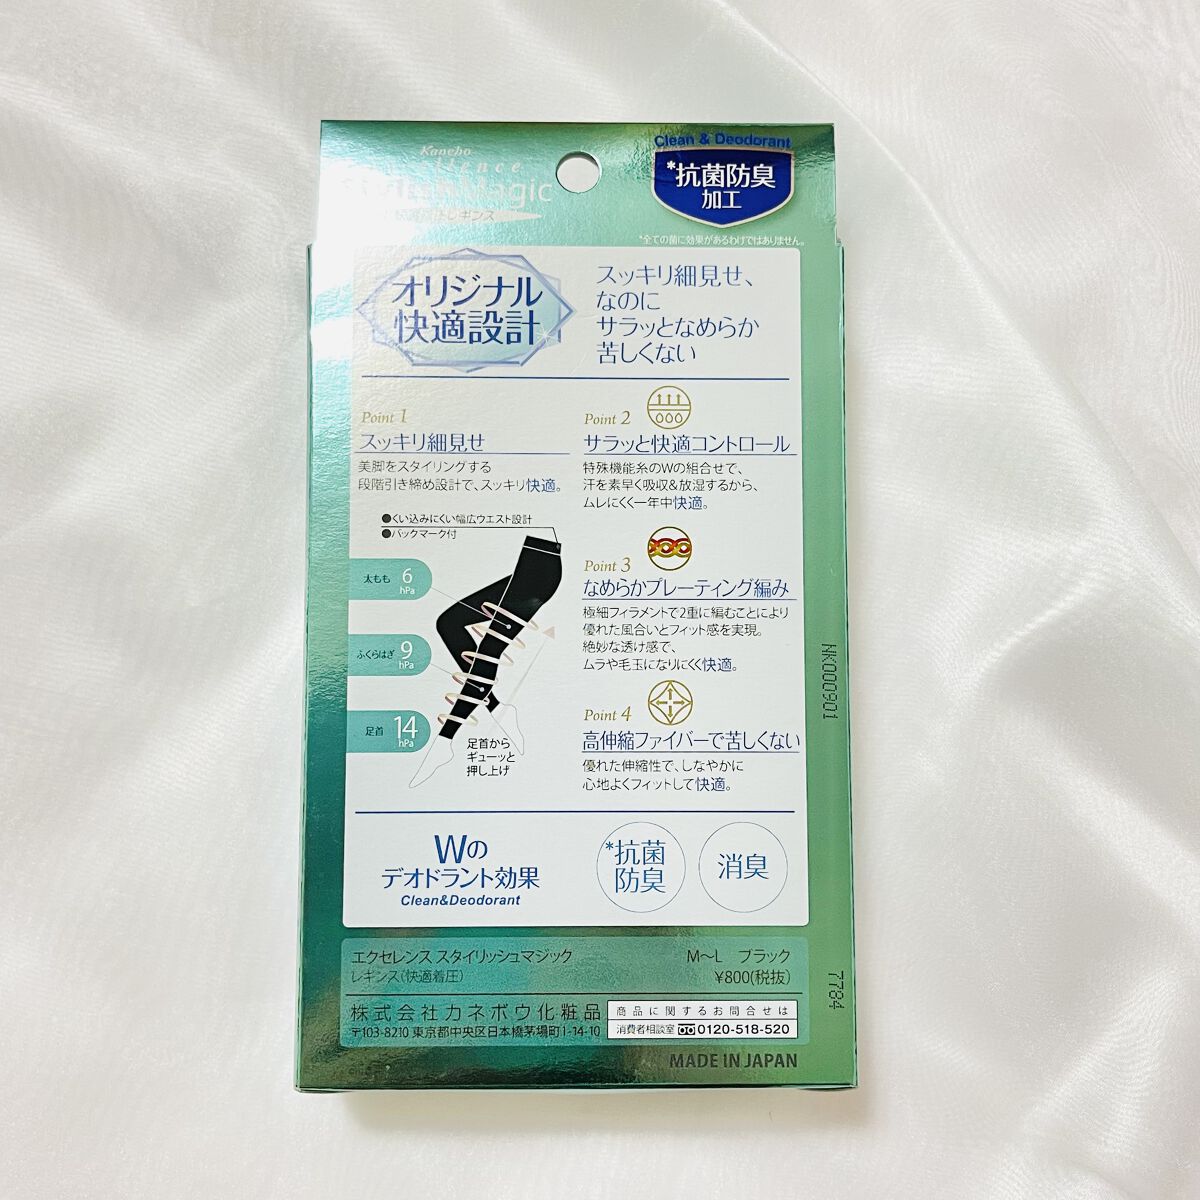 Kanebo
Magic
Clean & Deodorant
*抗菌防臭
加工
*全ての菌に効果があるわけではありません。
オリジナル
快適設計
スッキリ細見せ、
なのに
サラッとなめらか
苦しくない
Point 1
スッキリ細見せ
美脚をスタイリングする
段階引き締め設計で、スッキリ快適。
●くい込みにくい幅広ウエスト設計
●バックマーク付
太もも 6 hPa
ふくらはぎ 9 hPa
足首 14 hPa
足首から
ギューッと
押し上げ
Point 2
サラッと快適コントロール
特殊機能糸のWの組合せで、
汗を素早く吸収&放湿するから、
ムレにくく一年中快適。
Point 3
なめらかプレーティング編み
極細フィラメントで2重に編むことにより
優れた風合いとフィット感を実現。
絶妙な透け感で、
ムラや毛玉になりにくく快適。
Point 4
高伸縮ファイバーで苦しくない
優れた伸縮性で、しなやかに
心地よくフィットして快適。
Wの
デオドラント効果
Clean&Deodorant
*抗菌
防臭
消臭
エクセレンス スタイリッシュマジック
レギンス(快適着圧)
M〜L ブラック
¥800(税抜)
株式会社カネボウ化粧品
〒103-8210 東京都中央区日本橋茅場町1-14-10
商品に関するお問合せは
消費者相談室 0120-518-520
MADE IN JAPAN
NK000901
7784